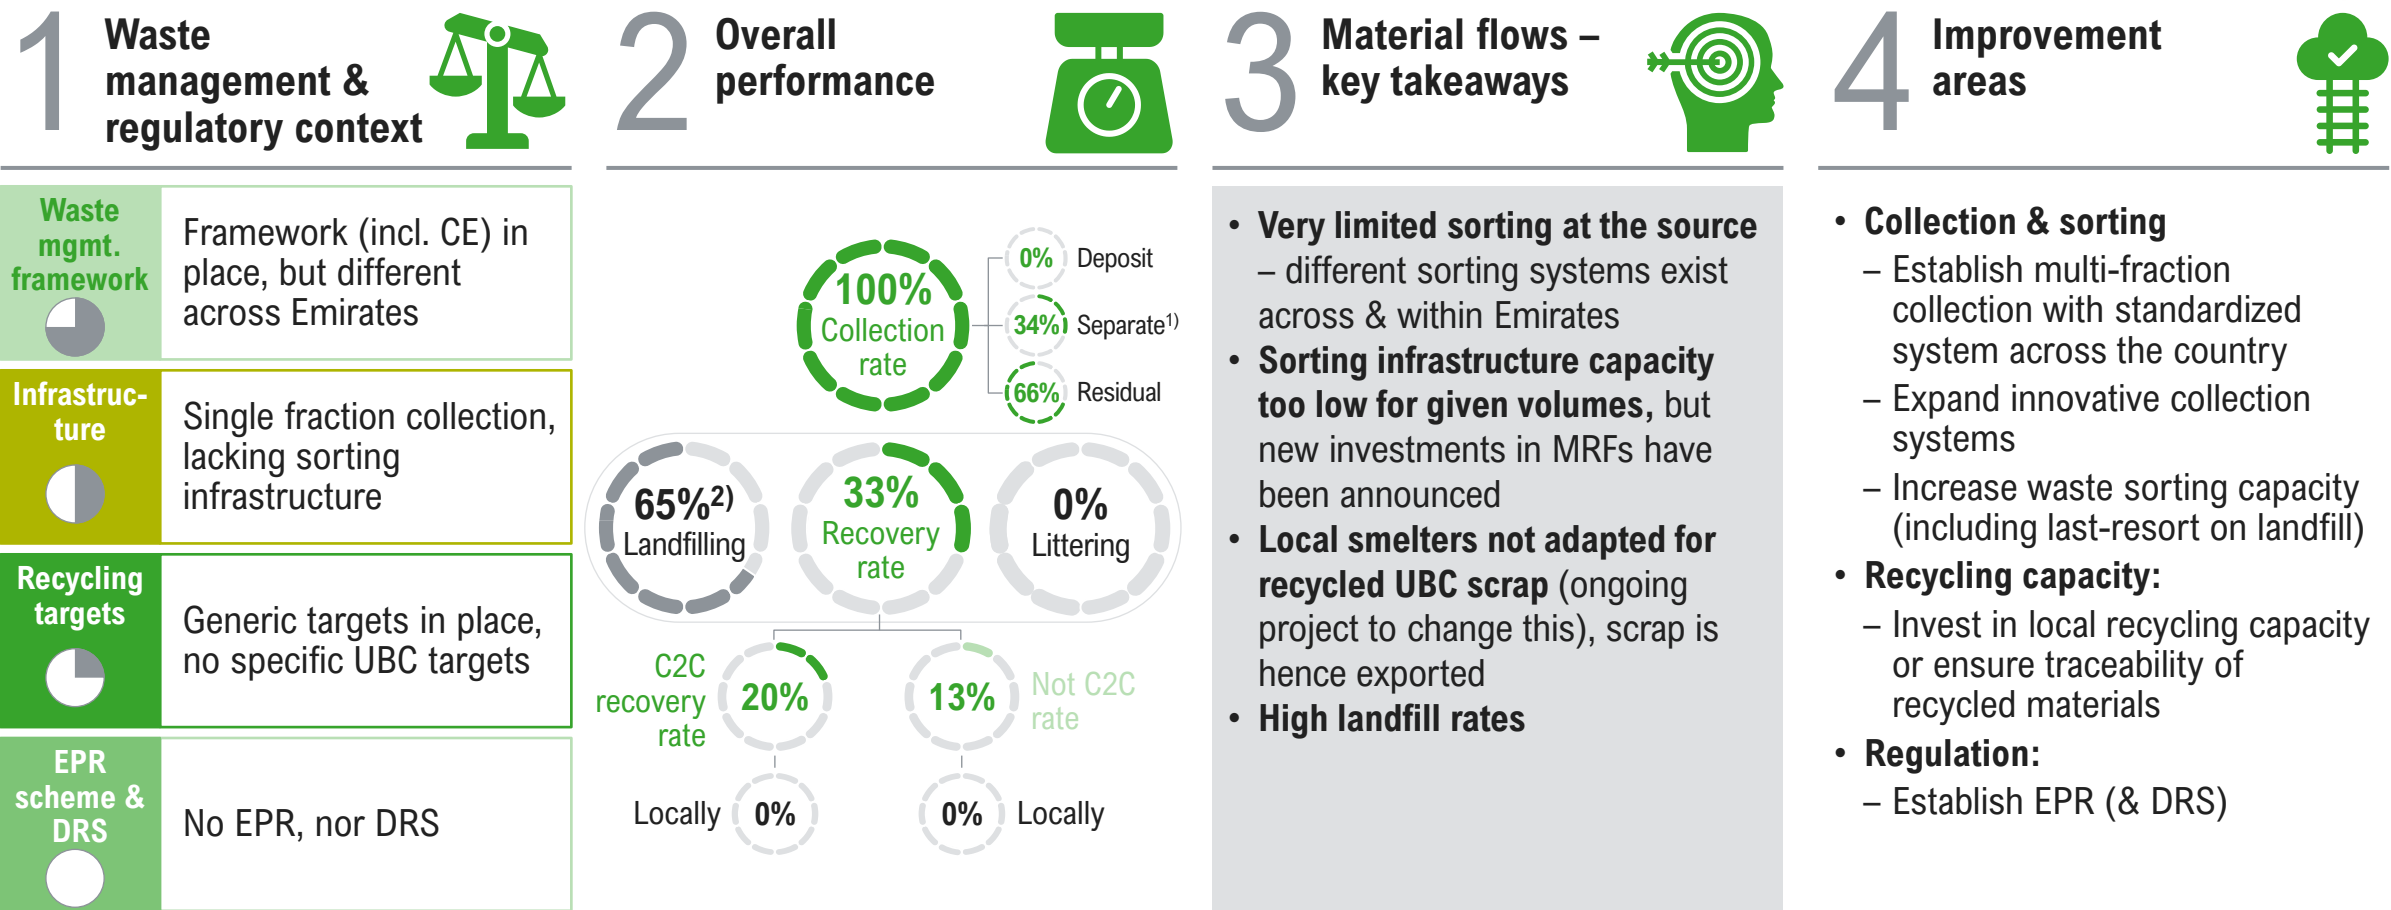 1
Waste
management &
regulatory context
Waste
mgmt.
framework
Framework (incl. CE) in
place, but different
across Emirates
Infrastruc-
ture
Single fraction collection,
lacking sorting
infrastructure
Recycling
targets
Generic targets in place,
no specific UBC targets
EPR
scheme &
DRS
No EPR, nor DRS
2
Overall
performance
100%
Collection
rate
0% Deposit
34% Separate1)
66% Residual
65%2)
Landfilling
33%
Recovery
rate
0%
Littering
C2C
recovery
rate
20%
13%
Not C2C
rate
Locally 0%
0% Locally
3
Material flows –
key takeaways
• Very limited sorting at the source
– different sorting systems exist
across & within Emirates
• Sorting infrastructure capacity
too low for given volumes, but
new investments in MRFs have
been announced
• Local smelters not adapted for
recycled UBC scrap (ongoing
project to change this), scrap is
hence exported
• High landfill rates
4
Improvement
areas
• Collection & sorting
– Establish multi-fraction
collection with standardized
system across the country
– Expand innovative collection
systems
– Increase waste sorting capacity
(including last-resort on landfill)
• Recycling capacity:
– Invest in local recycling capacity
or ensure traceability of
recycled materials
• Regulation:
– Establish EPR (& DRS)